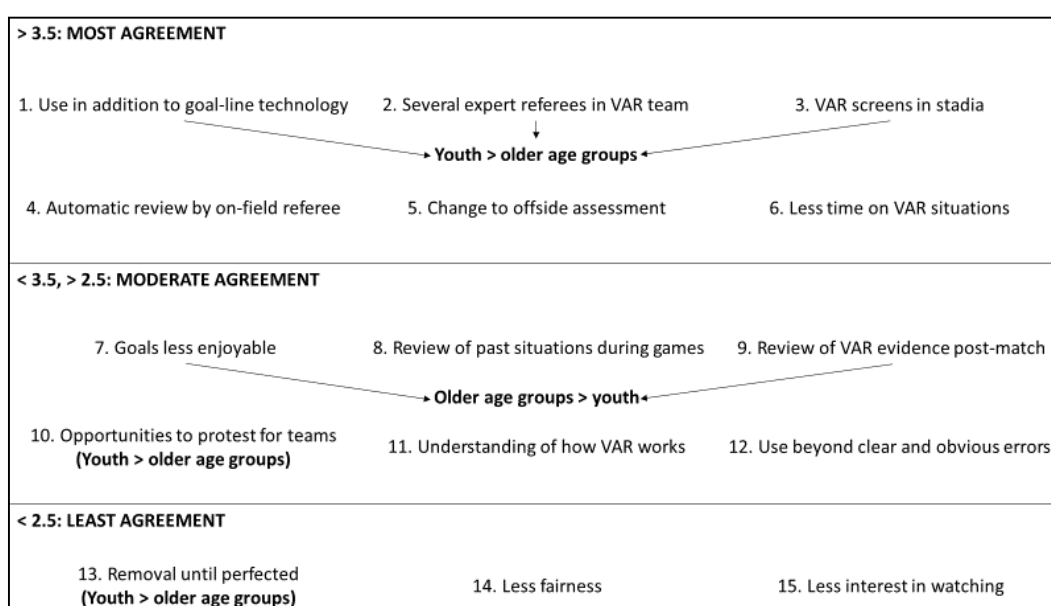 > 3.5: MOST AGREEMENT
1. Use in addition to goal-line technology
2. Several expert referees in VAR team
3. VAR screens in stadia
Youth > older age groups
4. Automatic review by on-field referee
5. Change to offside assessment
6. Less time on VAR situations
< 3.5, > 2.5: MODERATE AGREEMENT
7. Goals less enjoyable
8. Review of past situations during games
9. Review of VAR evidence post-match
Older age groups > youth
10. Opportunities to protest for teams
(Youth > older age groups)
11. Understanding of how VAR works
12. Use beyond clear and obvious errors
< 2.5: LEAST AGREEMENT
13. Removal until perfected
(Youth > older age groups)
14. Less fairness
15. Less interest in watching